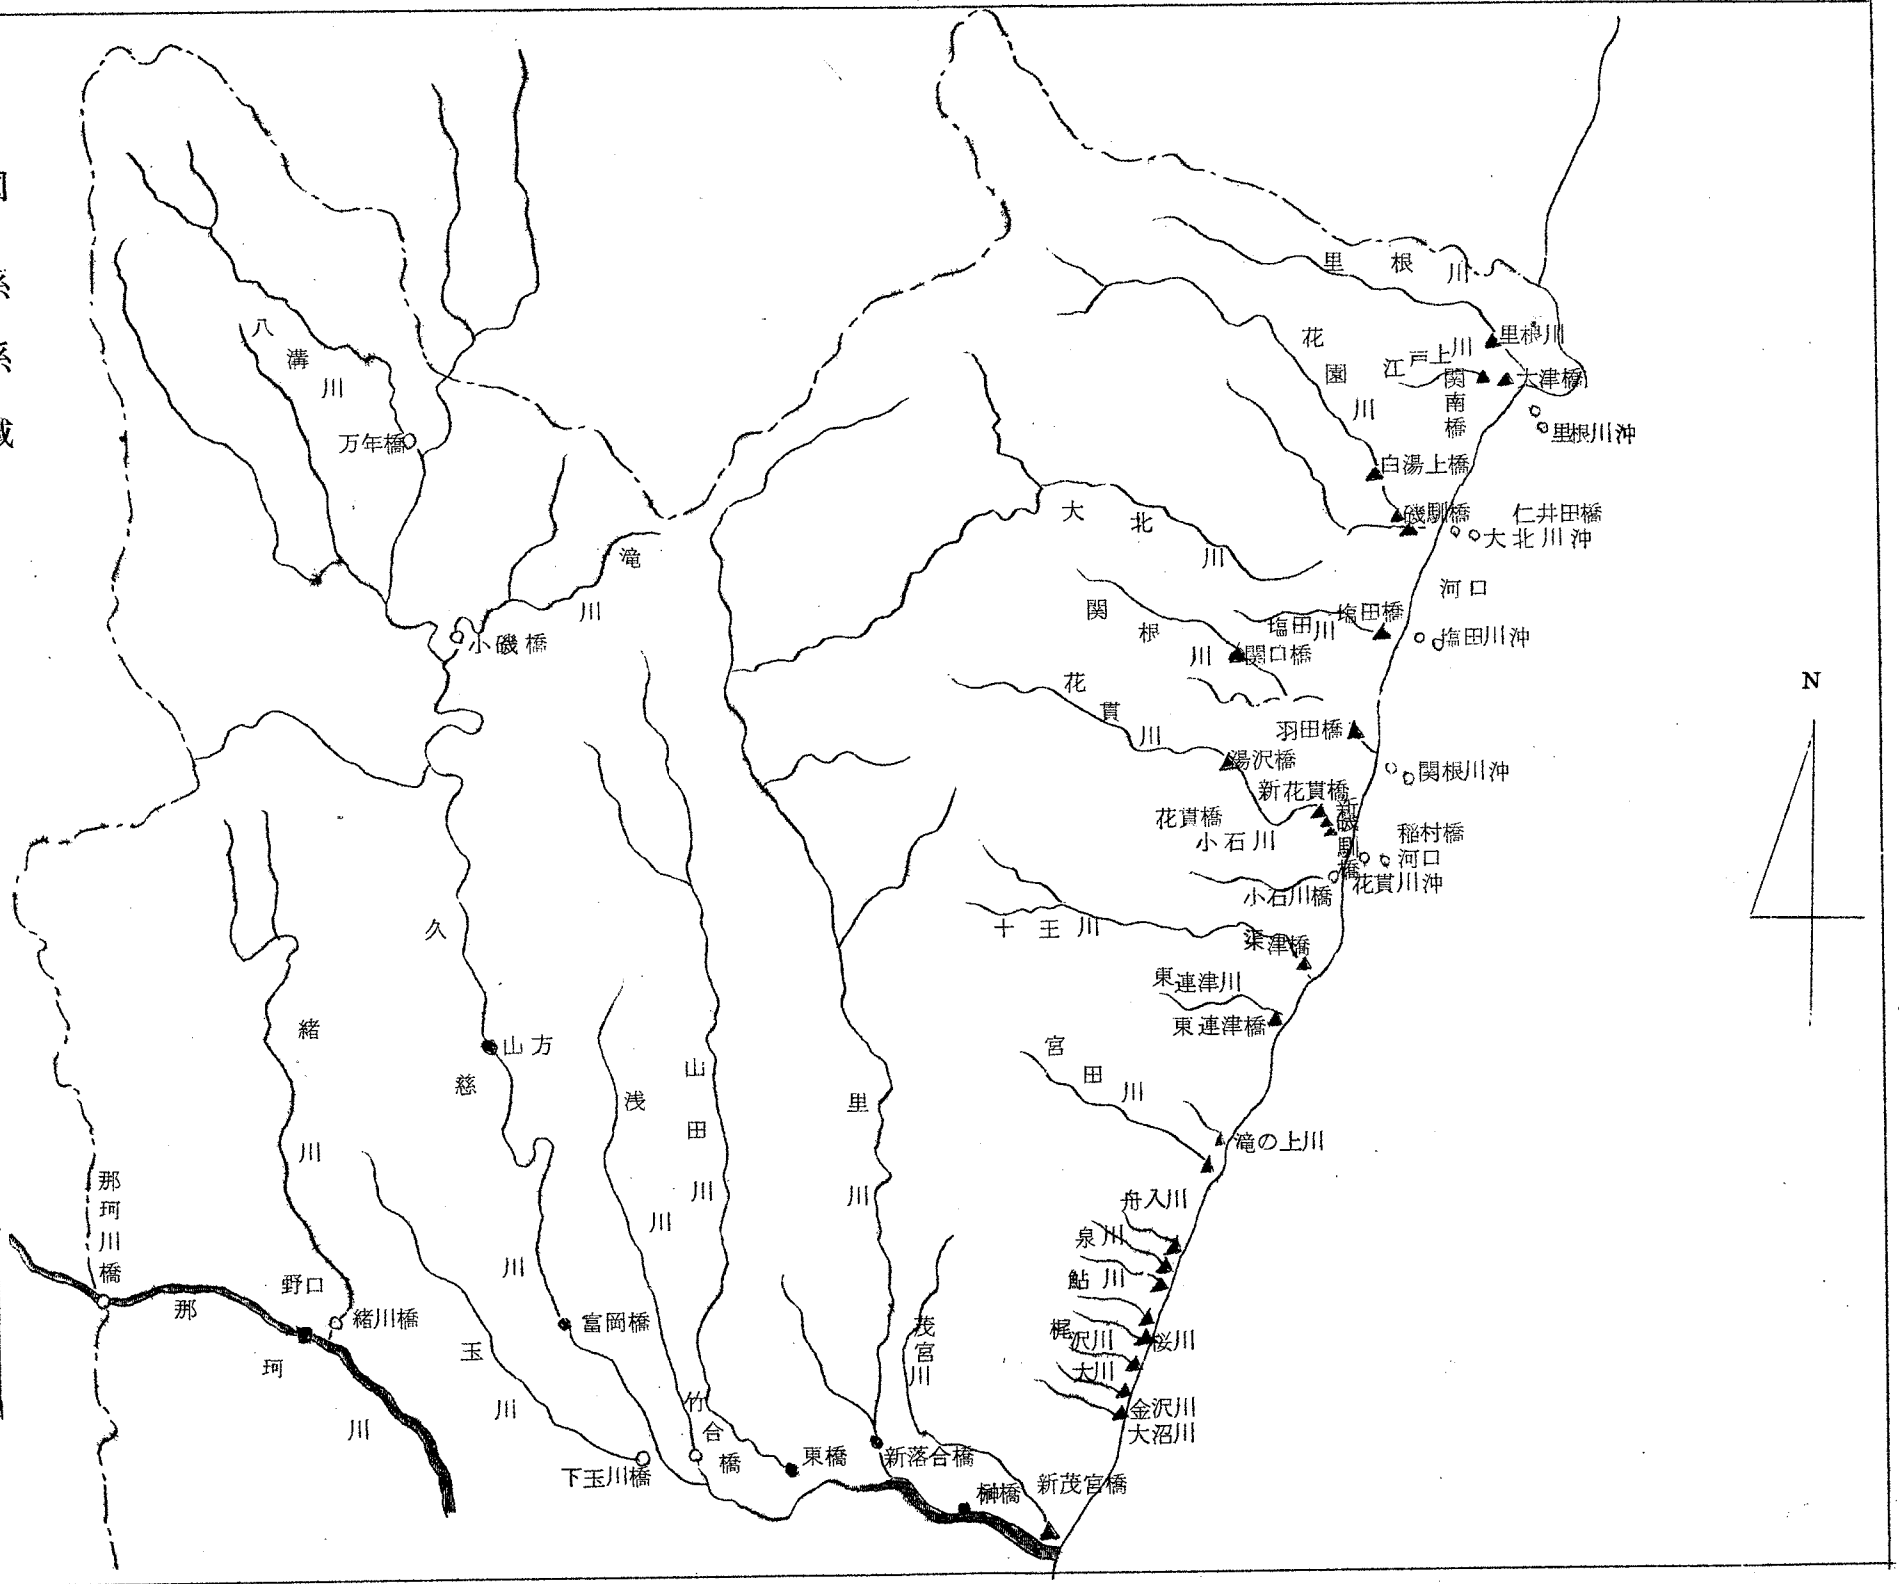 里根川
里根川
江戸上川
関南橋
大津橋
里根川沖
花園川
白湯上橋
磯馴橋
仁井田橋
大北川沖
大北川
河口
八溝川
万年橋
滝川
小磯橋
関根川
関口橋
塩田川
塩田橋
塩田川沖
N
花貫川
羽田橋
湯沢橋
関根川沖
新花貫橋
花貫橋
新磯馴橋
小石川
稲村橋
河口
花貫川沖
小石川橋
十王川
東連津川
東連津橋
久慈川
山方
緒川
浅川
山田川
里川
宮田川
滝の上川
舟入川
泉川
鮎川
那珂川橋
野口
緒川橋
那珂川
玉川
富岡橋
茂宮川
梶沢川
桜川
大川
金沢川
大沼川
竹合橋
下玉川橋
東橋
新落合橋
榊橋
新茂宮橋